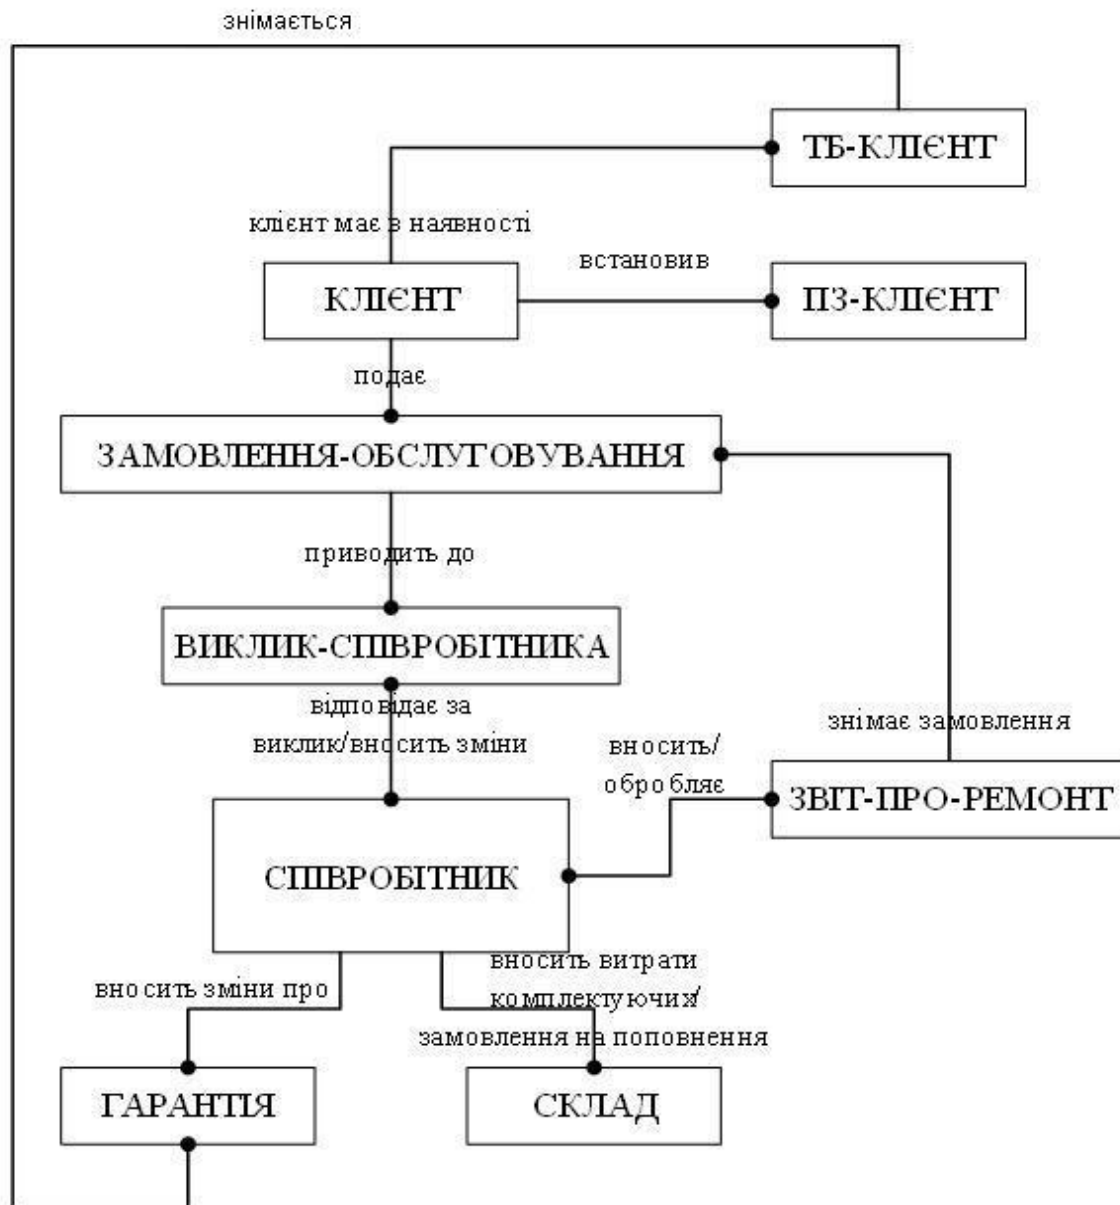 знімається
ТБ-КЛІЄНТ
клієнт має в наявності
встановив
КЛІЄНТ
ПЗ-КЛІЄНТ
подає
ЗАМОВЛЕННЯ-ОБСЛУГОВУВАННЯ
приводить до
ВИКЛИК-СПІВРОБІТНИКА
відповідає за
виклик/вносить зміни
знімає замовлення
вносить/
обробляє
ЗВІТ-ПРО-РЕМОНТ
СПІВРОБІТНИК
вносить зміни про
вносить витрати
комплектуючих/
замовлення на поповнення
ГАРАНТІЯ
СКЛАД